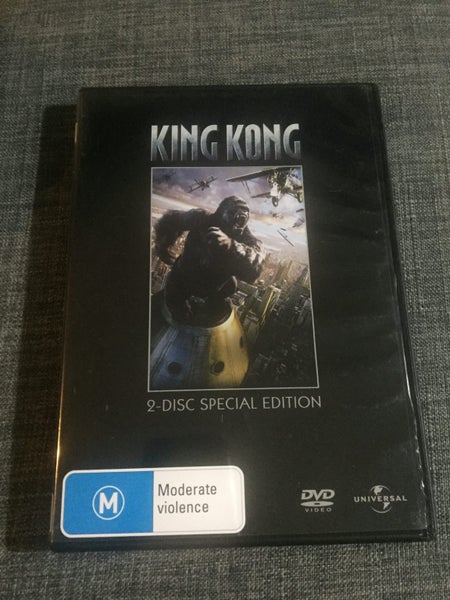 KING KONG
2-DISC SPECIAL EDITION
M
Moderate
violence
DVD
VIDEO
UNIVERSAL